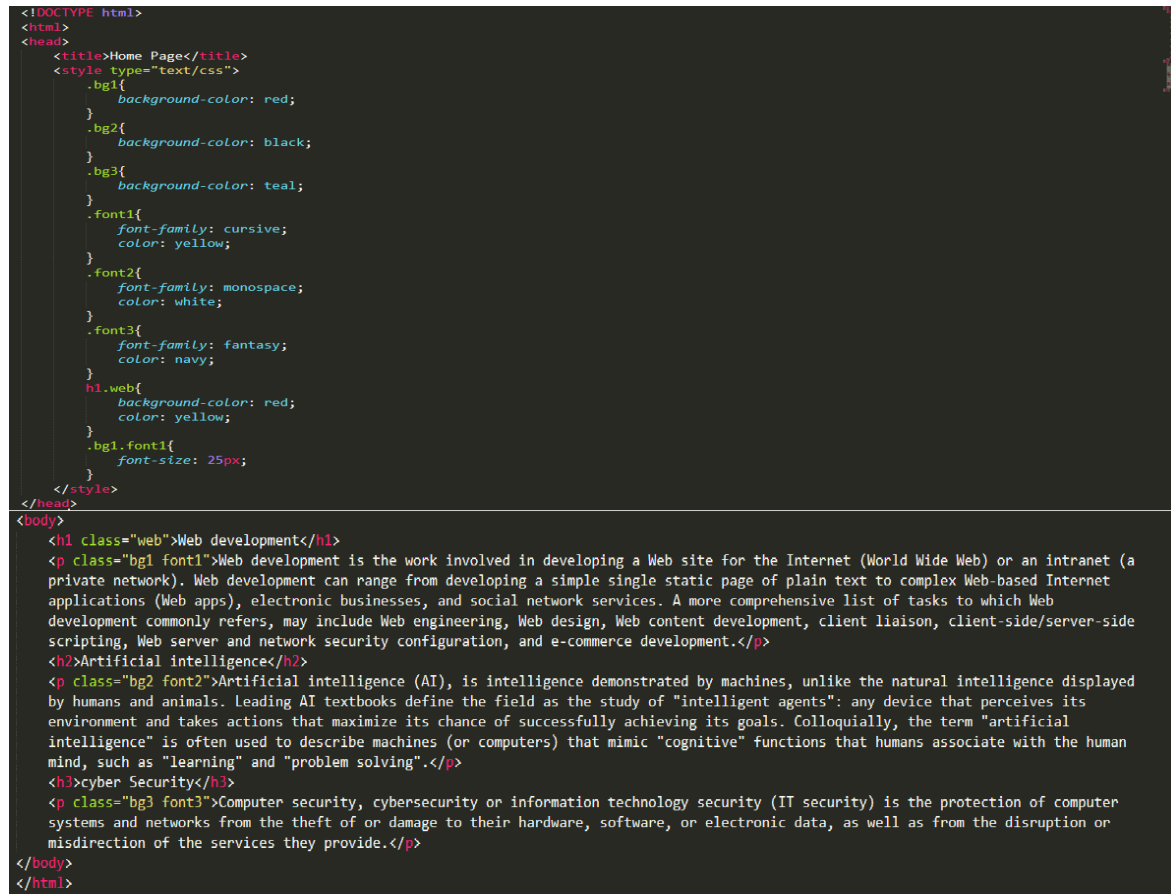 <!DOCTYPE html>
<html>
<head>
    <title>Home Page</title>
    <style type="text/css">
        .bg1{
            background-color: red;
        }
        .bg2{
            background-color: black;
        }
        .bg3{
            background-color: teal;
        }
        .font1{
            font-family: cursive;
            color: yellow;
        }
        .font2{
            font-family: monospace;
            color: white;
        }
        .font3{
            font-family: fantasy;
            color: navy;
        }
        h1.web{
            background-color: red;
            color: yellow;
        }
        .bg1.font1{
            font-size: 25px;
        }
    </style>
</head>
<body>
    <h1 class="web">Web development</h1>
    <p class="bg1 font1">Web development is the work involved in developing a Web site for the Internet (World Wide Web) or an intranet (a
    private network). Web development can range from developing a simple single static page of plain text to complex Web-based Internet
    applications (Web apps), electronic businesses, and social network services. A more comprehensive list of tasks to which Web
    development commonly refers, may include Web engineering, Web design, Web content development, client liaison, client-side/server-side
    scripting, Web server and network security configuration, and e-commerce development.</p>
    <h2>Artificial intelligence</h2>
    <p class="bg2 font2">Artificial intelligence (AI), is intelligence demonstrated by machines, unlike the natural intelligence displayed
    by humans and animals. Leading AI textbooks define the field as the study of "intelligent agents": any device that perceives its
    environment and takes actions that maximize its chance of successfully achieving its goals. Colloquially, the term "artificial
    intelligence" is often used to describe machines (or computers) that mimic "cognitive" functions that humans associate with the human
    mind, such as "learning" and "problem solving".</p>
    <h3>cyber Security</h3>
    <p class="bg3 font3">Computer security, cybersecurity or information technology security (IT security) is the protection of computer
    systems and networks from the theft of or damage to their hardware, software, or electronic data, as well as from the disruption or
    misdirection of the services they provide.</p>
</body>
</html>